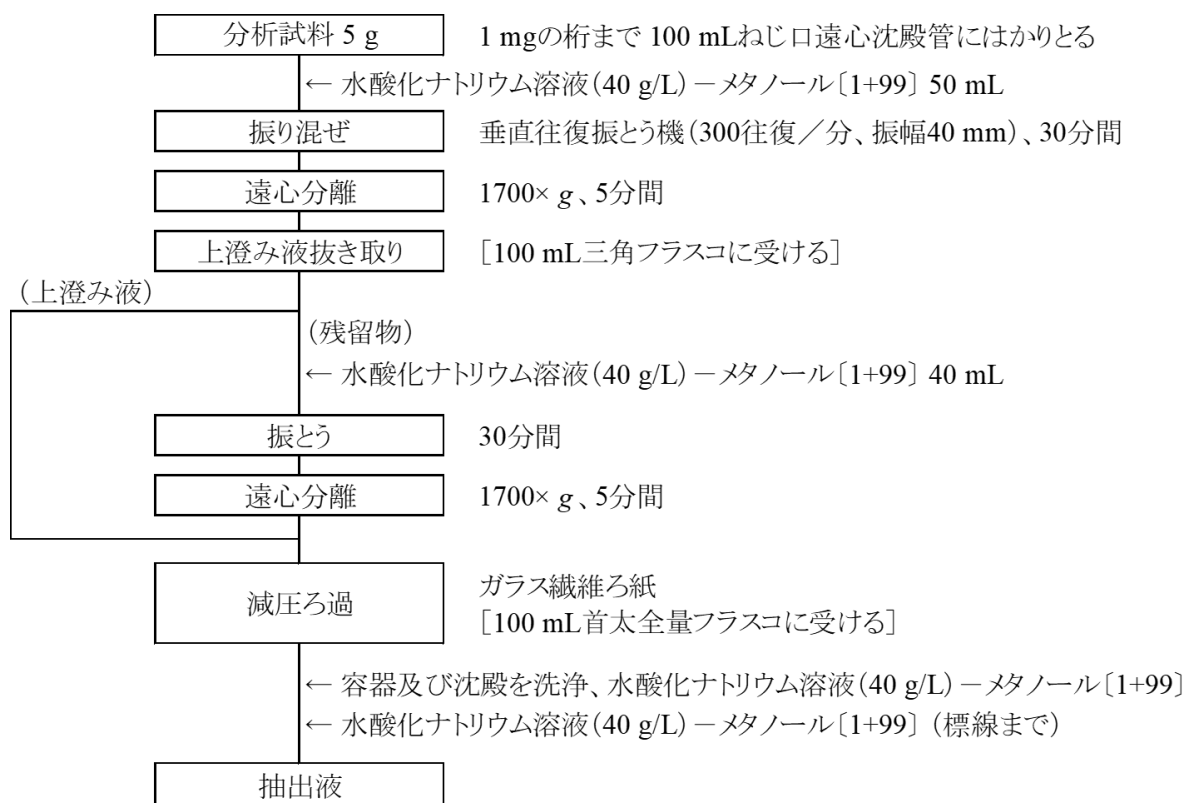 分析試料 5 g 1 mgの桁まで 100 mLねじ口遠心沈殿管にはかりとる
← 水酸化ナトリウム溶液(40 g/L)－メタノール〔1+99〕 50 mL
振り混ぜ 垂直往復振とう機(300往復／分、振幅40 mm)、30分間
遠心分離 1700× g 、5分間
上澄み液抜き取り ［100 mL三角フラスコに受ける］
(上澄み液)
(残留物)
← 水酸化ナトリウム溶液(40 g/L)－メタノール〔1+99〕 40 mL
振とう 30分間
遠心分離 1700× g 、5分間
減圧ろ過 ガラス繊維ろ紙
［100 mL首太全量フラスコに受ける］
← 容器及び沈殿を洗浄、水酸化ナトリウム溶液(40 g/L)－メタノール〔1+99〕
← 水酸化ナトリウム溶液(40 g/L)－メタノール〔1+99〕 (標線まで)
抽出液